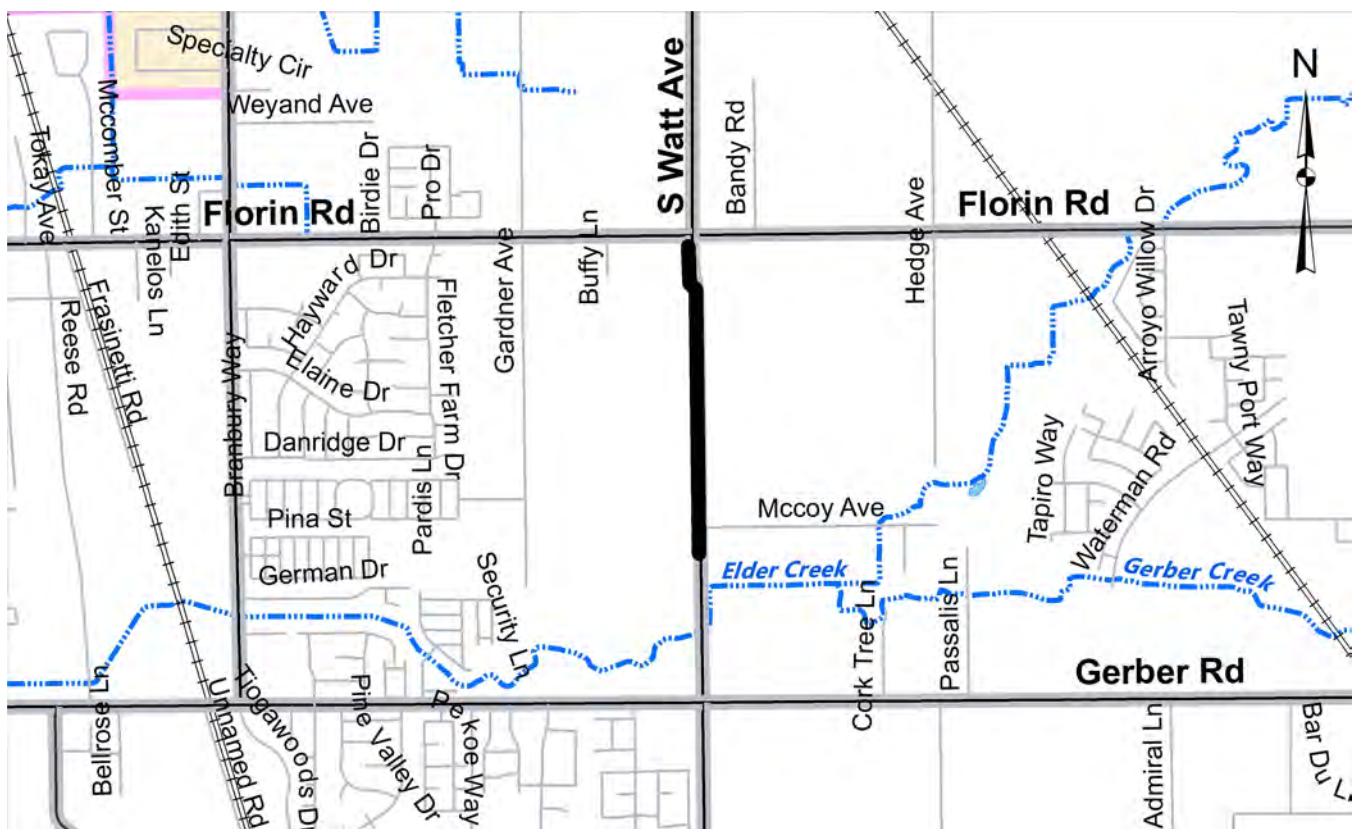 Specialty Cir
Weyand Ave
S Watt Ave
N
Tokay Ave
Mccomber St
Kanelos Ln
Edith St
Florin Rd
Birdie Dr
Pro Dr
Bandy Rd
Hedge Ave
Florin Rd
Arroyo Willow Dr
Reese Rd
Frasinetti Rd
Branbury Way
Hayward Dr
Elaine Dr
Fletcher Farm Dr
Gardner Ave
Buffy Ln
Tawny Port Way
Danridge Dr
Pardis Ln
Pina St
German Dr
Mccoy Ave
Tapiro Way
Waterman Rd
Security Ln
Elder Creek
Gerber Creek
Cork Tree Ln
Passalis Ln
Gerber Rd
Bellrose Ln
Unnamed Rd
Tiogawoods Dr
Pine Valley Dr
Pekoe Way
Admiral Ln
Bar Du L